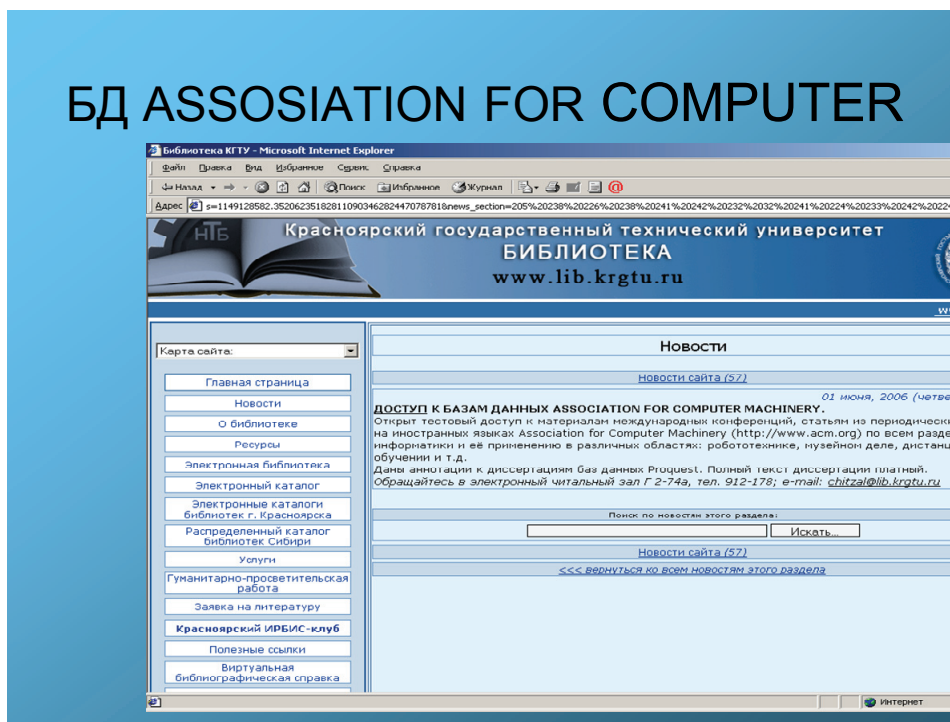 БД ASSOSIATION FOR COMPUTER
Библиотека КГТУ - Microsoft Internet Explorer
Файл Правка Вид Избранное Сервис Справка
Назад Поиск Избранное Журнал
Адрес
НТБ
Красноярский государственный технический университет
БИБЛИОТЕКА
www.lib.krgtu.ru
Карта сайта:
Главная страница
Новости
О библиотеке
Ресурсы
Электронная библиотека
Электронный каталог
Электронные каталоги
библиотек г. Красноярска
Распределенный каталог
библиотек Сибири
Услуги
Гуманитарно-просветительская
работа
Заявка на литературу
Красноярский ИРБИС-клуб
Полезные ссылки
Виртуальная
библиографическая справка
Новости
Новости сайта (57)
01 июня, 2006 (четве
ДОСТУП К БАЗАМ ДАННЫХ ASSOCIATION FOR COMPUTER MACHINERY.
Открыт тестовый доступ к материалам международных конференций, статьям из периодическ
на иностранных языках Association for Computer Machinery (http://www.acm.org) по всем разде
информатики и её применению в различных областях: робототехнике, музейном деле, дистанц
обучении и т.д.
Даны аннотации к диссертациям баз данных Proquest. Полный текст диссертации платный.
Обращайтесь в электронный читальный зал Г 2-74а, тел. 912-178; e-mail: chitzal@lib.krgtu.ru
Поиск по новостям этого раздела:
Искать...
Новости сайта (57)
<<< вернуться ко всем новостям этого раздела
Интернет